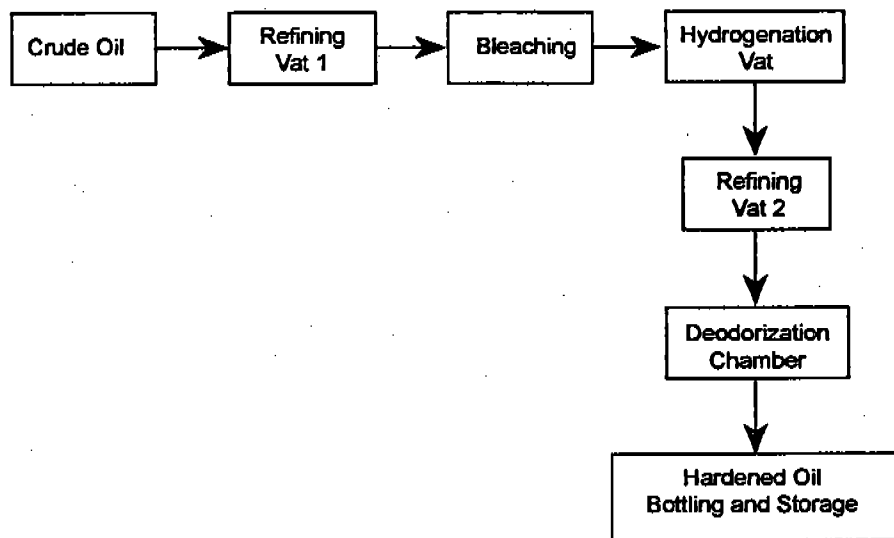 Crude Oil
Refining
Vat 1
Bleaching
Hydrogenation
Vat
Refining
Vat 2
Deodorization
Chamber
Hardened Oil
Bottling and Storage